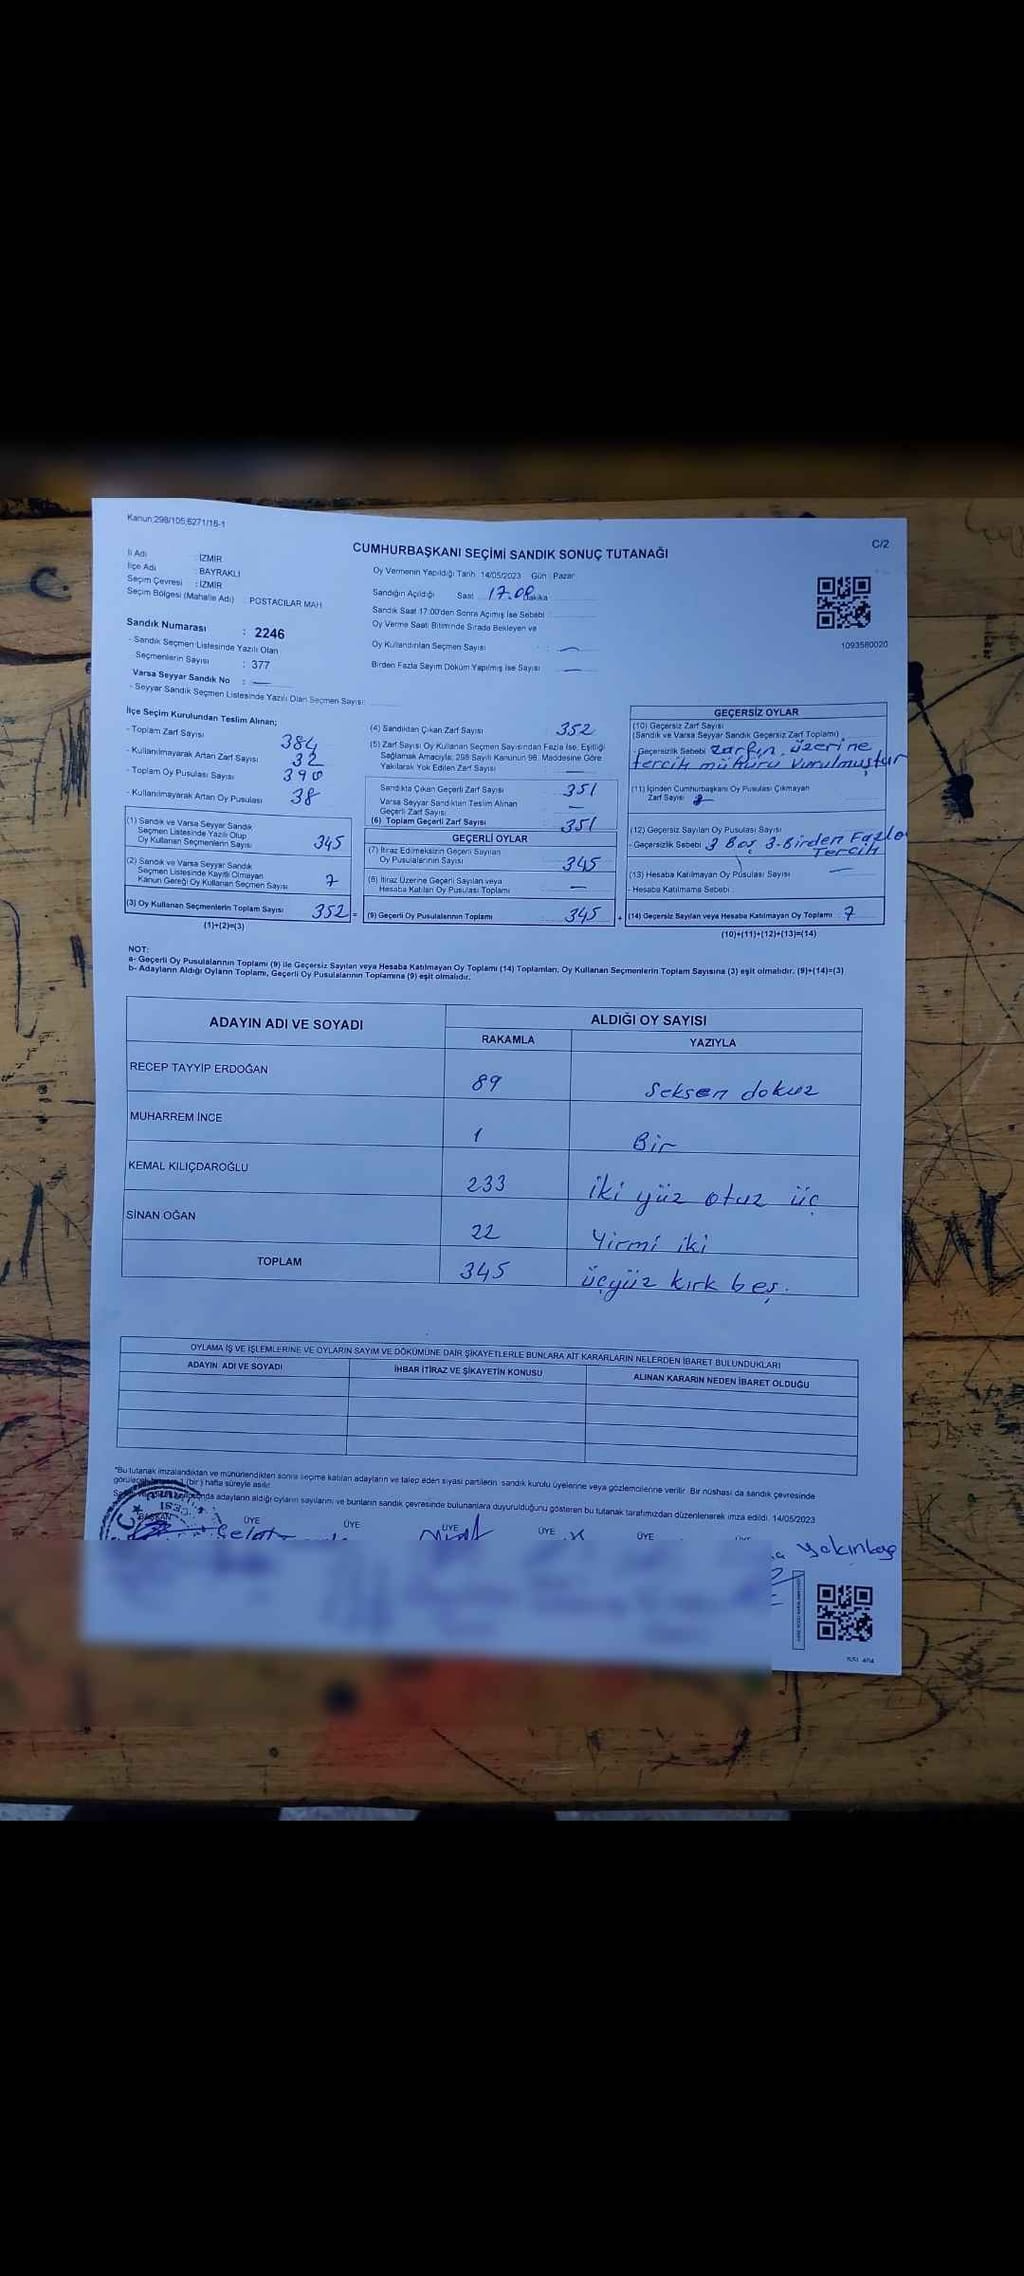 Kanun:298/105,6271/16-1
C/2
CUMHURBAŞKANI SEÇİMİ SANDIK SONUÇ TUTANAĞI
İl Adı : İZMİR
İlçe Adı : BAYRAKLI
Seçim Çevresi : İZMİR
Seçim Bölgesi (Mahalle Adı) : POSTACILAR MAH.
Oy Vermenin Yapıldığı Tarih 14/05/2023 Gün Pazar
Sandığın Açıldığı Saat 17.00 Dakika
Sandık Saat 17:00'den Sonra Açımış İse Sebebi
Oy Verme Saati Bitiminde Sırada Bekleyen ve
Oy Kullandırılan Seçmen Sayısı : —
Birden Fazla Sayım Döküm Yapılmış İse Sayısı —
1093580020
Sandık Numarası : 2246
- Sandık Seçmen Listesinde Yazılı Olan
Seçmenlerin Sayısı : 377
Varsa Seyyar Sandık No : —
- Seyyar Sandık Seçmen Listesinde Yazılı Olan Seçmen Sayısı
İlçe Seçim Kurulundan Teslim Alınan;
- Toplam Zarf Sayısı 384
- Kullanılmayarak Artan Zarf Sayısı 32
- Toplam Oy Pusulası Sayısı 390
- Kullanılmayarak Artan Oy Pusulası 38
(1) Sandık ve Varsa Seyyar Sandık
Seçmen Listesinde Yazılı Olup
Oy Kullanan Seçmenlerin Sayısı 345
(2) Sandık ve Varsa Seyyar Sandık
Seçmen Listesinde Kayıtlı Olmayan
Kanun Gereği Oy Kullanan Seçmen Sayısı 7
(3) Oy Kullanan Seçmenlerin Toplam Sayısı 352 =
(1)+(2)=(3)
(4) Sandıktan Çıkan Zarf Sayısı 352
(5) Zarf Sayısı Oy Kullanan Seçmen Sayısından Fazla İse, Eşitliği
Sağlamak Amacıyla, 298 Sayılı Kanunun 98. Maddesine Göre
Yakılarak Yok Edilen Zarf Sayısı —
Sandıkta Çıkan Geçerli Zarf Sayısı 351
Varsa Seyyar Sandıktan Teslim Alınan
Geçerli Zarf Sayısı —
(6) Toplam Geçerli Zarf Sayısı 351
GEÇERLİ OYLAR
(7) İtiraz Edilmeksizin Geçerli Sayılan
Oy Pusulalarının Sayısı 345
(8) İtiraz Üzerine Geçerli Sayılan veya
Hesaba Katılan Oy Pusulası Toplamı —
(9) Geçerli Oy Pusulalarının Toplamı 345 +
GEÇERSİZ OYLAR
(10) Geçersiz Zarf Sayısı
(Sandık ve Varsa Seyyar Sandık Geçersiz Zarf Toplamı)
- Geçersizlik Sebebi Zarfın üzerine
tercih mührü vurulmuştur
(11) İçinden Cumhurbaşkanı Oy Pusulası Çıkmayan
Zarf Sayısı
(12) Geçersiz Sayılan Oy Pusulası Sayısı
- Geçersizlik Sebebi 3 Boş 3-Birden Fazla
Tercih
(13) Hesaba Katılmayan Oy Pusulası Sayısı —
- Hesaba Katılmama Sebebi :
(14) Geçersiz Sayılan veya Hesaba Katılmayan Oy Toplamı 7
(10)+(11)+(12)+(13)=(14)
NOT:
a- Geçerli Oy Pusulalarının Toplamı (9) ile Geçersiz Sayılan veya Hesaba Katılmayan Oy Toplamı (14) Toplamları, Oy Kullanan Seçmenlerin Toplam Sayısına (3) eşit olmalıdır. (9)+(14)=(3)
b- Adayların Aldığı Oyların Toplamı, Geçerli Oy Pusulalarının Toplamına (9) eşit olmalıdır.
ADAYIN ADI VE SOYADI
ALDIĞI OY SAYISI
RAKAMLA YAZIYLA
RECEP TAYYİP ERDOĞAN 89 Seksen dokuz
MUHARREM İNCE 1 Bir
KEMAL KILIÇDAROĞLU 233 iki yüz otuz üç
SİNAN OĞAN 22 Yirmi iki
TOPLAM 345 üçyüz kırk beş.
OYLAMA İŞ VE İŞLEMLERİNE VE OYLARIN SAYIM VE DÖKÜMÜNE DAİR ŞİKAYETLERLE BUNLARA AİT KARARLARIN NELERDEN İBARET BULUNDUKLARI
ADAYIN ADI VE SOYADI İHBAR İTİRAZ VE ŞİKAYETİN KONUSU ALINAN KARARIN NEDEN İBARET OLDUĞU
*Bu tutanak imzalandıktan ve mühürlendikten sonra seçime katılan adayların ve talep eden siyasi partilerin sandık kurulu üyelerine veya gözlemcilerine verilir. Bir nüshası da sandık çevresinde
(bir) hafta süreyle asılır.
adayların aldığı oyların sayılarını ve bunların sandık çevresinde bulunanlara duyurulduğunu gösteren bu tutanak tarafımızdan düzenlenerek imza edildi. 14/05/2023
BAŞKAN ÜYE ÜYE ÜYE ÜYE ÜYE